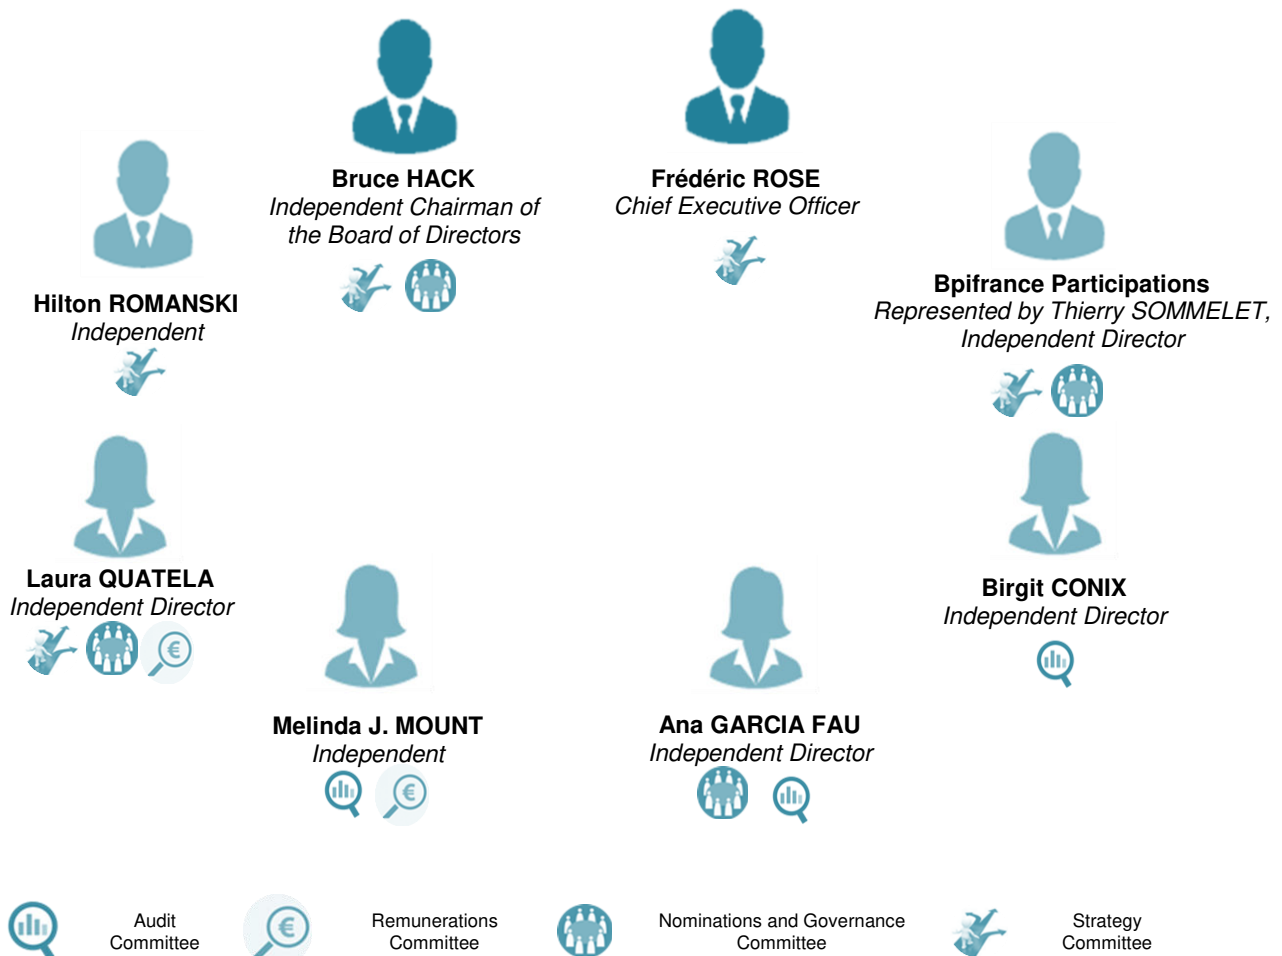 Bruce HACK
Independent Chairman of
the Board of Directors
Frédéric ROSE
Chief Executive Officer
Hilton ROMANSKI
Independent
Bpifrance Participations
Represented by Thierry SOMMELET,
Independent Director
Laura QUATELA
Independent Director
€
Birgit CONIX
Independent Director
Melinda J. MOUNT
Independent
€
Ana GARCIA FAU
Independent Director
Audit
Committee
€
Remunerations
Committee
Nominations and Governance
Committee
Strategy
Committee